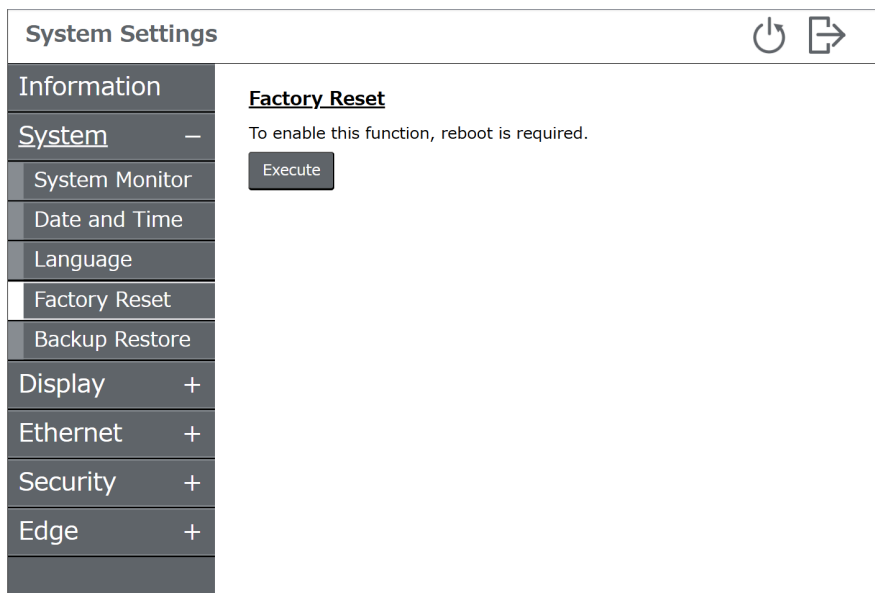 System Settings
Information
System −
System Monitor
Date and Time
Language
Factory Reset
Backup Restore
Display +
Ethernet +
Security +
Edge +
Factory Reset
To enable this function, reboot is required.
Execute